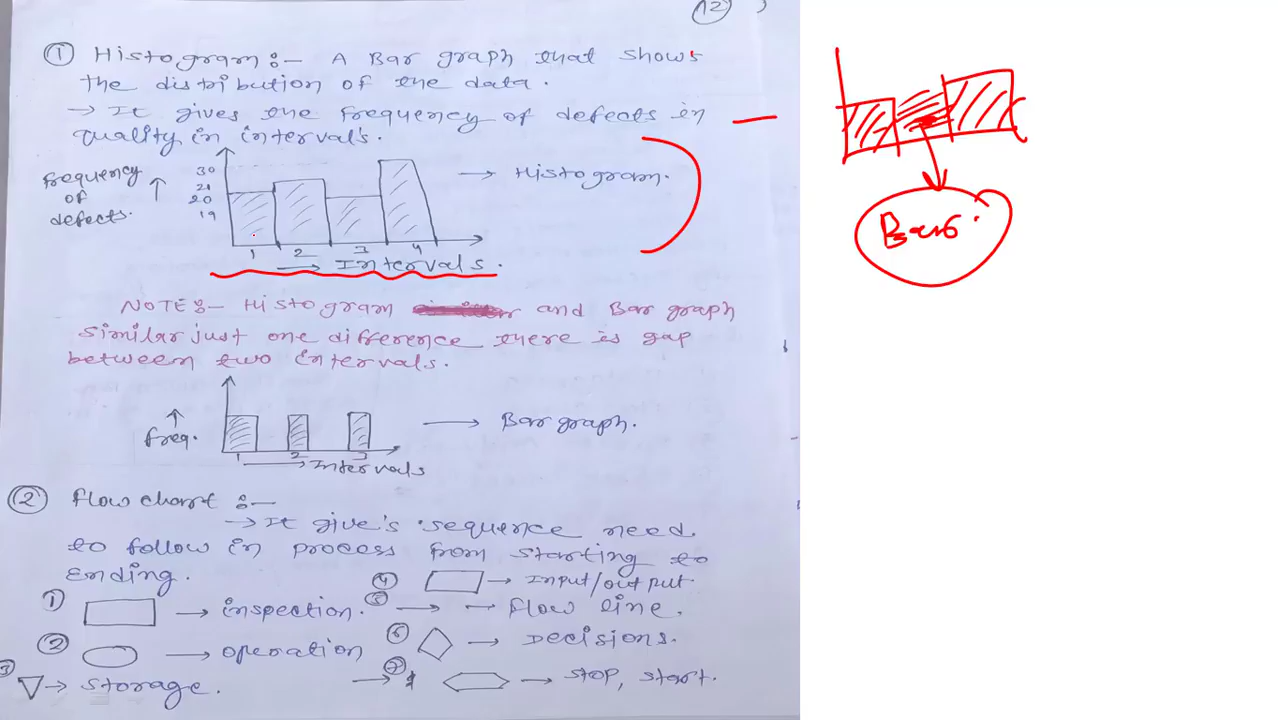 12
① Histogram:- A Bar graph that shows
the distribution of the data.
→ It gives the frequency of defects in
quality in interval's.
Frequency
of
defects.
30
21
20
19
→ Histogram.
1 2 3 4
→ Intervals.
NOTE:- Histogram and Bar graph
similar just one difference there is gap
between two intervals.
freq.
→ Bar graph.
1 2 3
→ Intervals
② Flow chart :-
→ It give's sequence need
to follow in process from starting to
Ending.
① → inspection.
② → operation
③ → storage.
④ → Input/output
⑤ → → flow line.
⑥ → Decisions.
⑦ → stop, start.
Bars